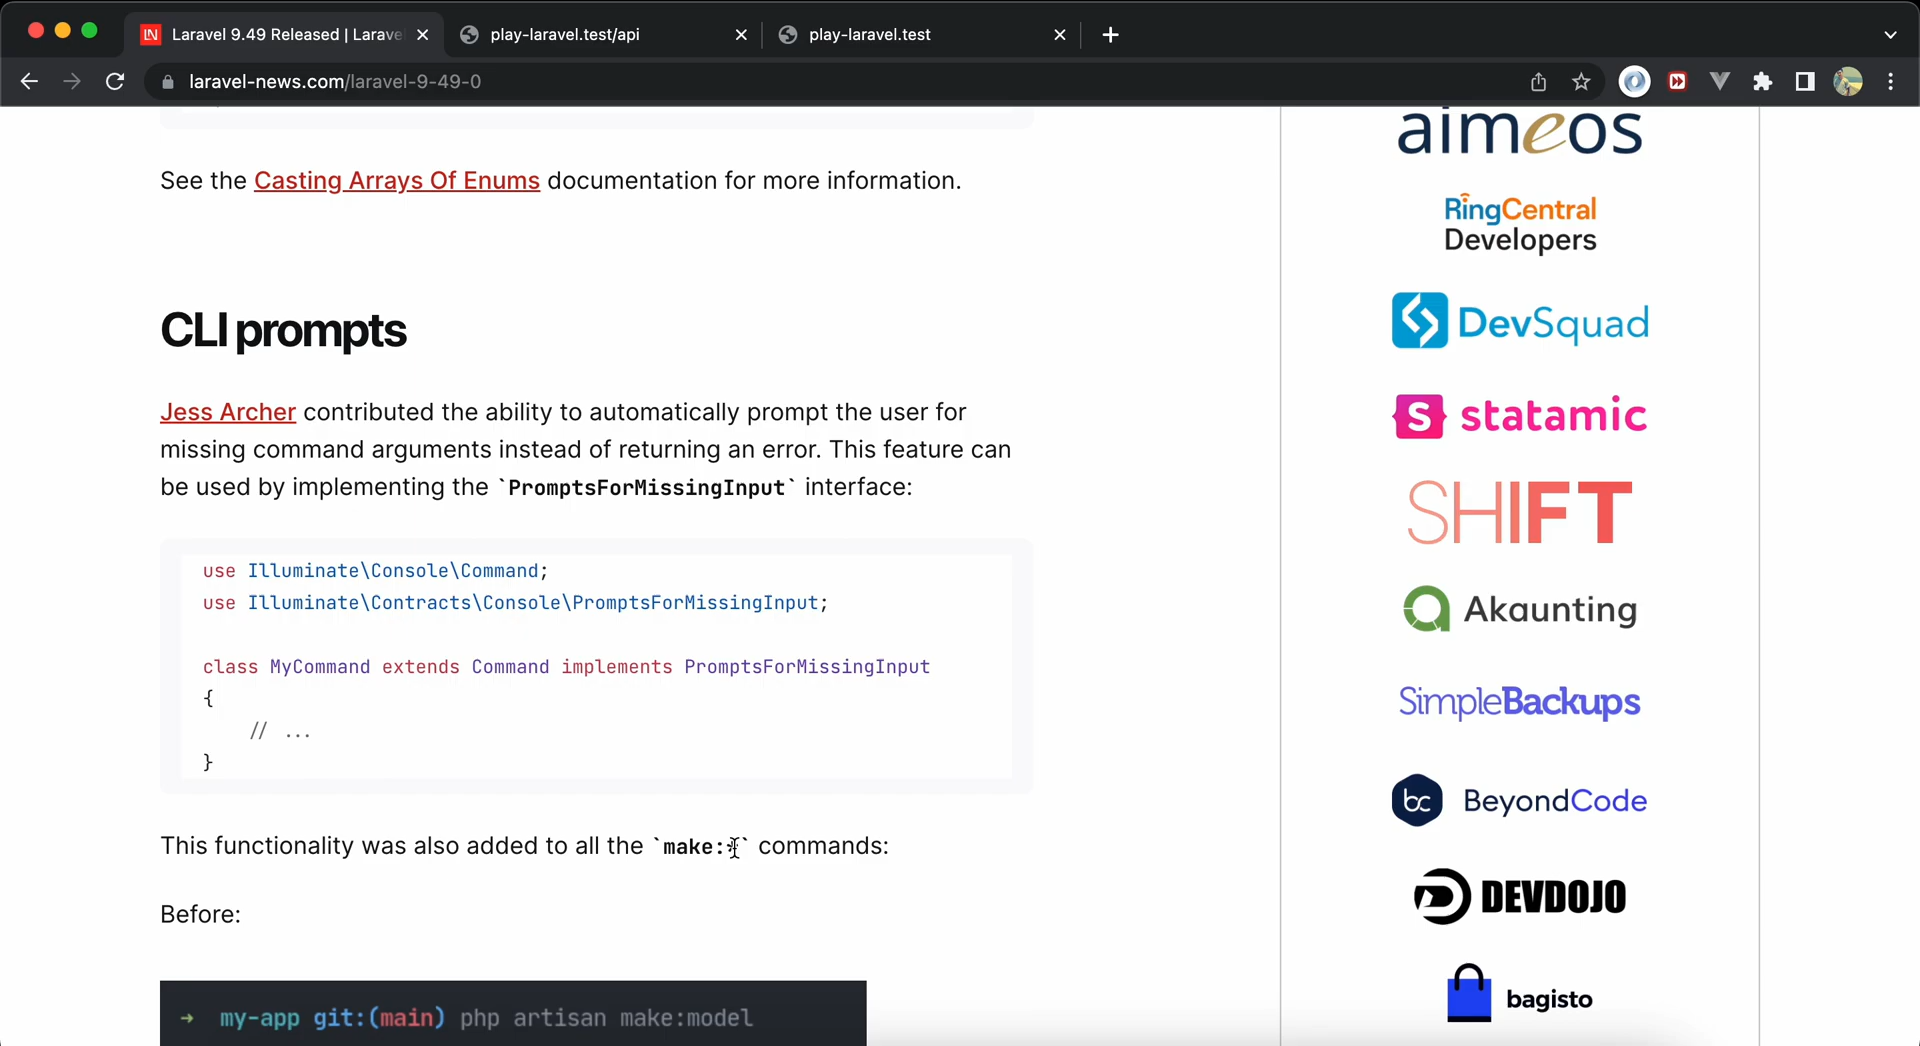 Laravel 9.49 Released | Larave
play-laravel.test/api
play-laravel.test
laravel-news.com/laravel-9-49-0
See the Casting Arrays Of Enums documentation for more information.
CLI prompts
Jess Archer contributed the ability to automatically prompt the user for
missing command arguments instead of returning an error. This feature can
be used by implementing the `PromptsForMissingInput` interface:
use Illuminate\Console\Command;
use Illuminate\Contracts\Console\PromptsForMissingInput;
class MyCommand extends Command implements PromptsForMissingInput
{
// ...
}
This functionality was also added to all the `make:*` commands:
Before:
→ my-app git:(main) php artisan make:model
aimeos
RingCentral
Developers
DevSquad
S statamic
SHIFT
Akaunting
SimpleBackups
bc BeyondCode
DEVDOJO
bagisto